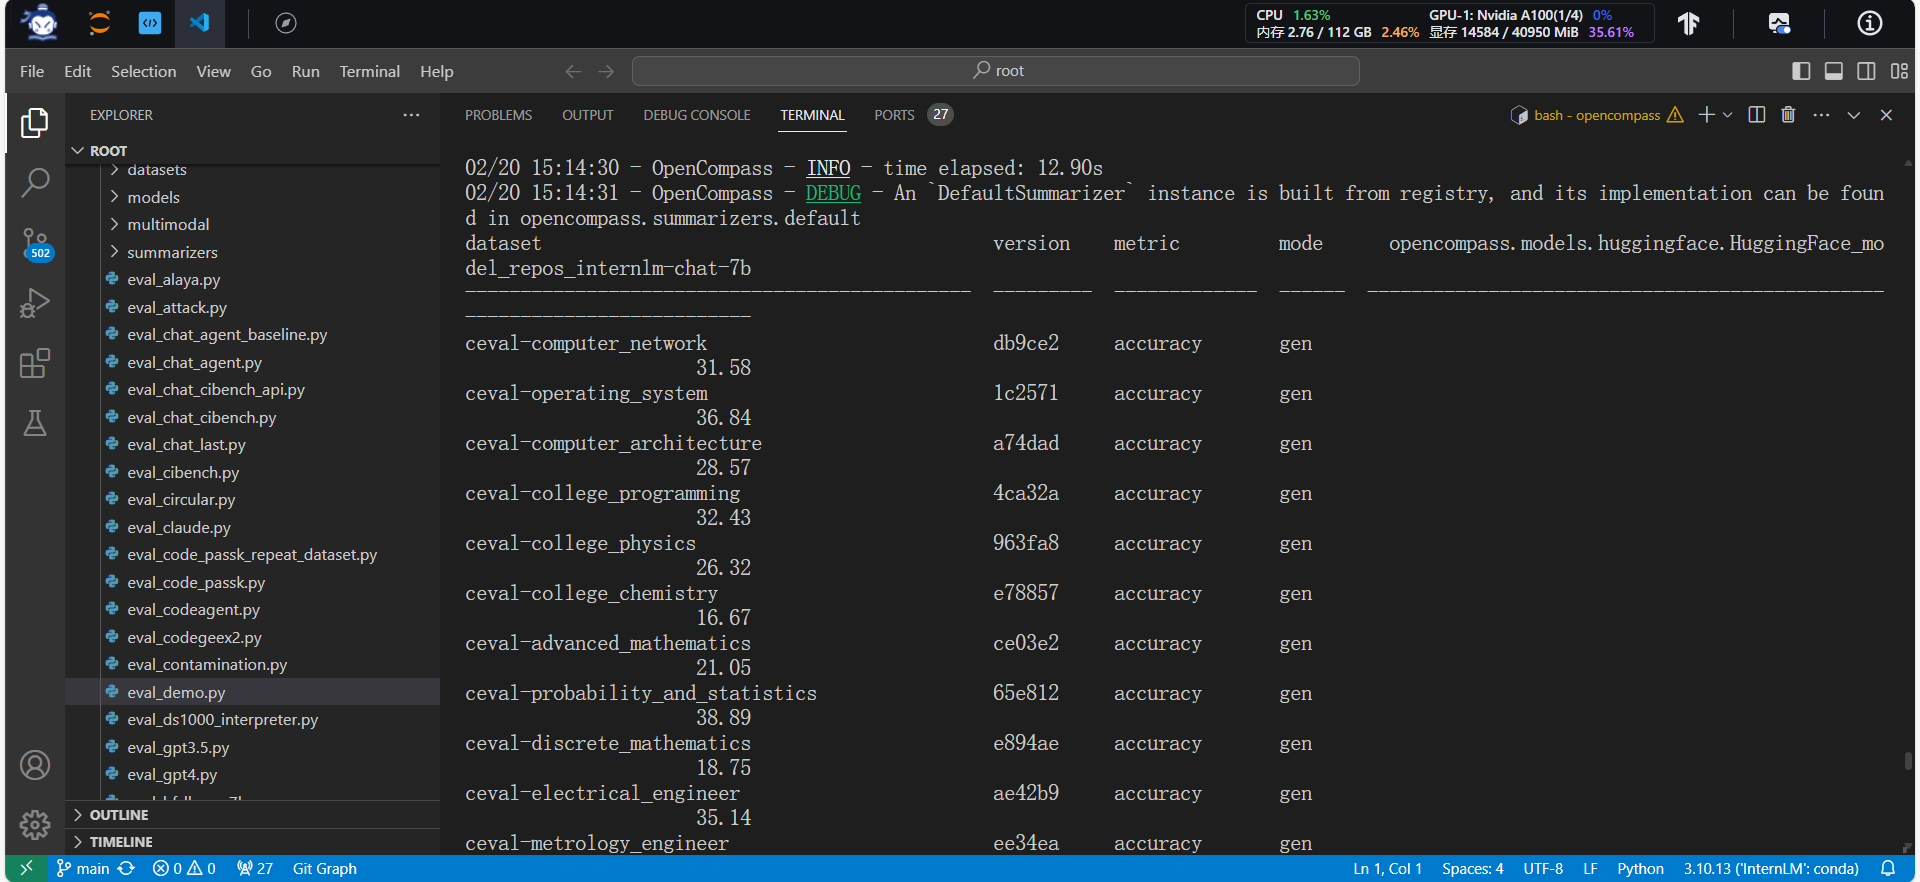 CPU 1.63% GPU-1: Nvidia A100(1/4) 0%
内存 2.76 / 112 GB 2.46% 显存 14584 / 40950 MiB 35.61%
File Edit Selection View Go Run Terminal Help
root
EXPLORER
ROOT
datasets
models
multimodal
summarizers
eval_alaya.py
eval_attack.py
eval_chat_agent_baseline.py
eval_chat_agent.py
eval_chat_cibench_api.py
eval_chat_cibench.py
eval_chat_last.py
eval_cibench.py
eval_circular.py
eval_claude.py
eval_code_passk_repeat_dataset.py
eval_code_passk.py
eval_codeagent.py
eval_codegeex2.py
eval_contamination.py
eval_demo.py
eval_ds1000_interpreter.py
eval_gpt3.5.py
eval_gpt4.py
OUTLINE
TIMELINE
502
PROBLEMS OUTPUT DEBUG CONSOLE TERMINAL PORTS 27
bash - opencompass
02/20 15:14:30 - OpenCompass - INFO - time elapsed: 12.90s
02/20 15:14:31 - OpenCompass - DEBUG - An `DefaultSummarizer` instance is built from registry, and its implementation can be foun
d in opencompass.summarizers.default
dataset version metric mode opencompass.models.huggingface.HuggingFace_mo
del_repos_internlm-chat-7b
---------------------------------------------- --------- ------------- ------ -----------------------------------------------
--------------------------
ceval-computer_network db9ce2 accuracy gen
31.58
ceval-operating_system 1c2571 accuracy gen
36.84
ceval-computer_architecture a74dad accuracy gen
28.57
ceval-college_programming 4ca32a accuracy gen
32.43
ceval-college_physics 963fa8 accuracy gen
26.32
ceval-college_chemistry e78857 accuracy gen
16.67
ceval-advanced_mathematics ce03e2 accuracy gen
21.05
ceval-probability_and_statistics 65e812 accuracy gen
38.89
ceval-discrete_mathematics e894ae accuracy gen
18.75
ceval-electrical_engineer ae42b9 accuracy gen
35.14
ceval-metrology_engineer ee34ea accuracy gen
main 0 0 27 Git Graph
Ln 1, Col 1 Spaces: 4 UTF-8 LF Python 3.10.13 ('InternLM': conda)